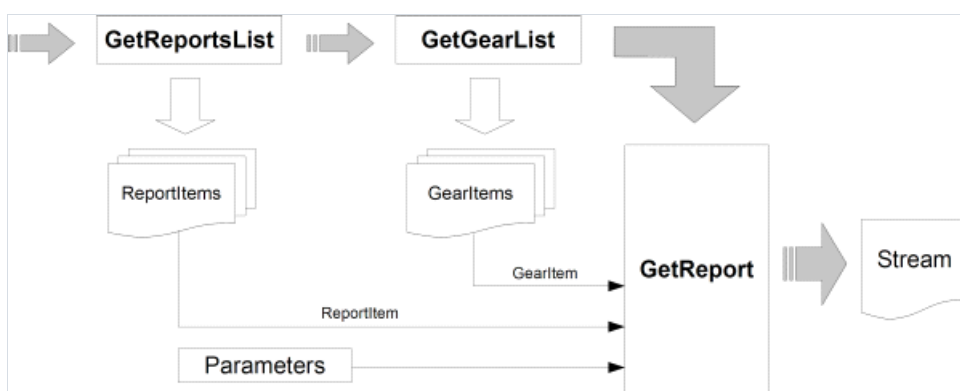 GetReportsList
GetGearList
ReportItems
GearItems
GearItem
GetReport
Stream
ReportItem
Parameters